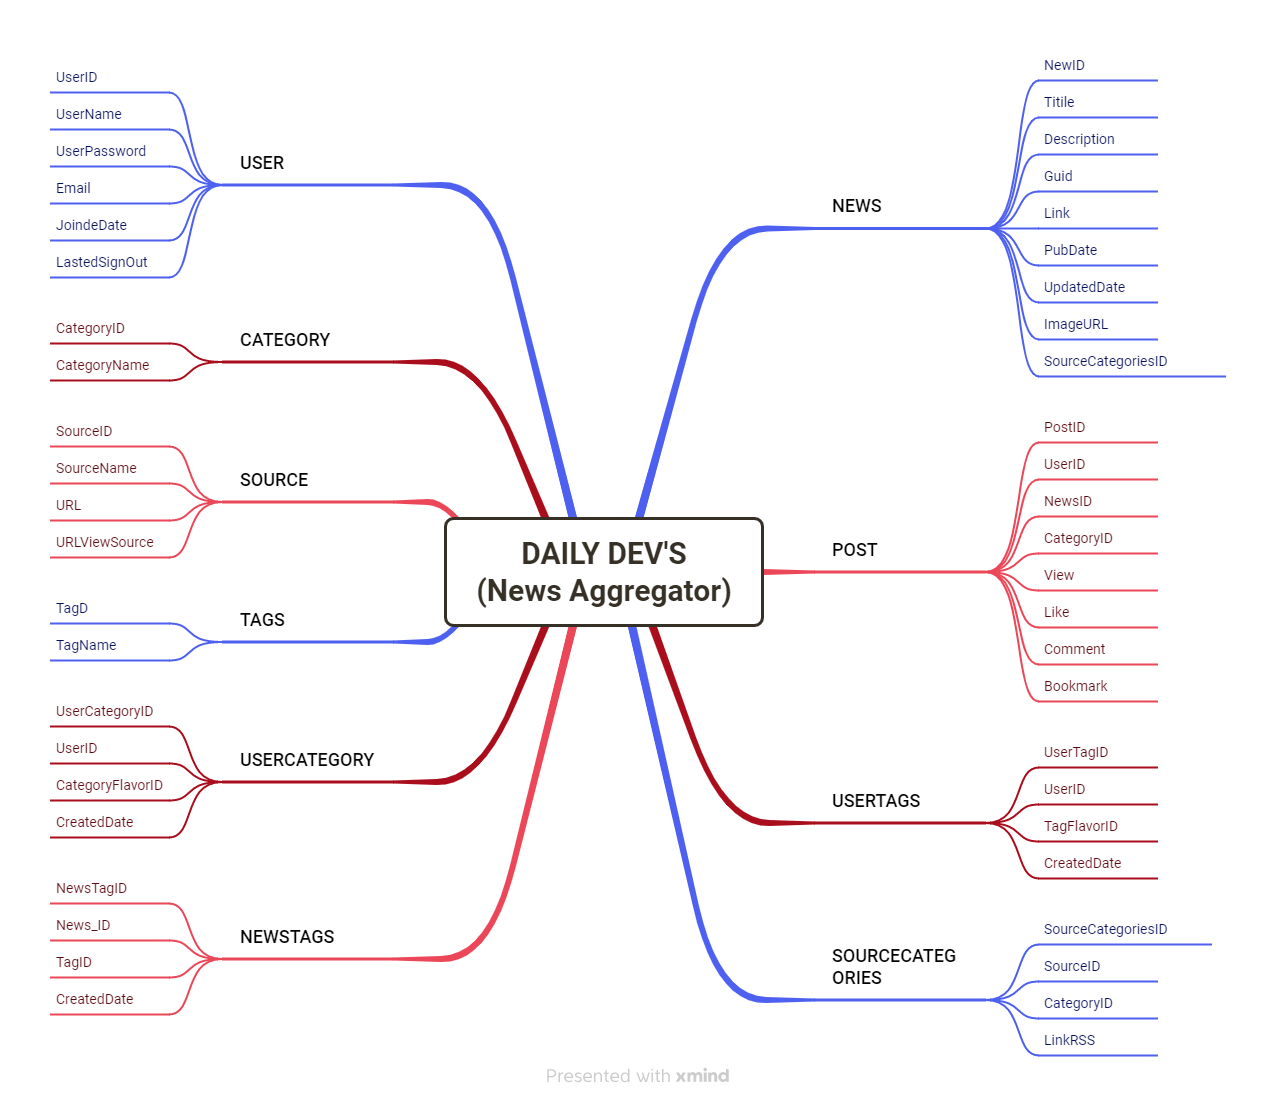 DAILY DEV'S
(News Aggregator)
USER
UserID
UserName
UserPassword
Email
JoindeDate
LastedSignOut
CATEGORY
CategoryID
CategoryName
SOURCE
SourceID
SourceName
URL
URLViewSource
TAGS
TagD
TagName
USERCATEGORY
UserCategoryID
UserID
CategoryFlavorID
CreatedDate
NEWSTAGS
NewsTagID
News_ID
TagID
CreatedDate
NEWS
NewID
Titile
Description
Guid
Link
PubDate
UpdatedDate
ImageURL
SourceCategoriesID
POST
PostID
UserID
NewsID
CategoryID
View
Like
Comment
Bookmark
USERTAGS
UserTagID
UserID
TagFlavorID
CreatedDate
SOURCECATEG
ORIES
SourceCategoriesID
SourceID
CategoryID
LinkRSS
Presented with xmind